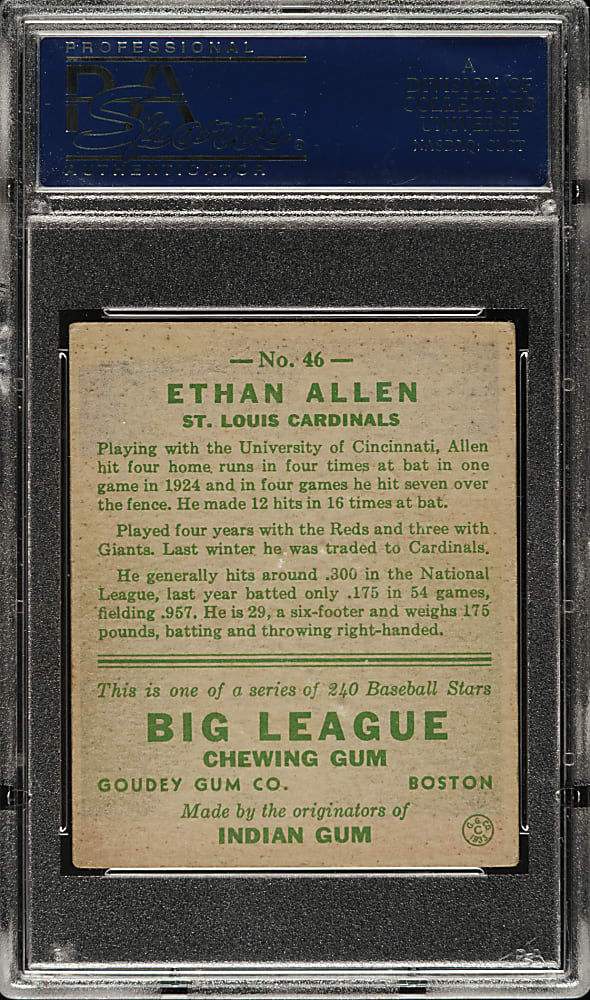 PROFESSIONAL
PSA
Sports
AUTHENTICATOR
A
DIVISION OF
COLLECTORS
UNIVERSE
NASDAQ: CLCT
— No. 46 —
ETHAN ALLEN
ST. LOUIS CARDINALS
Playing with the University of Cincinnati, Allen
hit four home runs in four times at bat in one
game in 1924 and in four games he hit seven over
the fence. He made 12 hits in 16 times at bat.
Played four years with the Reds and three with
Giants. Last winter he was traded to Cardinals.
He generally hits around .300 in the National
League, last year batted only .175 in 54 games,
fielding .957. He is 29, a six-footer and weighs 175
pounds, batting and throwing right-handed.
This is one of a series of 240 Baseball Stars
BIG LEAGUE
CHEWING GUM
GOUDEY GUM CO. BOSTON
Made by the originators of
INDIAN GUM
G.G.CO.
C
1933
PSA